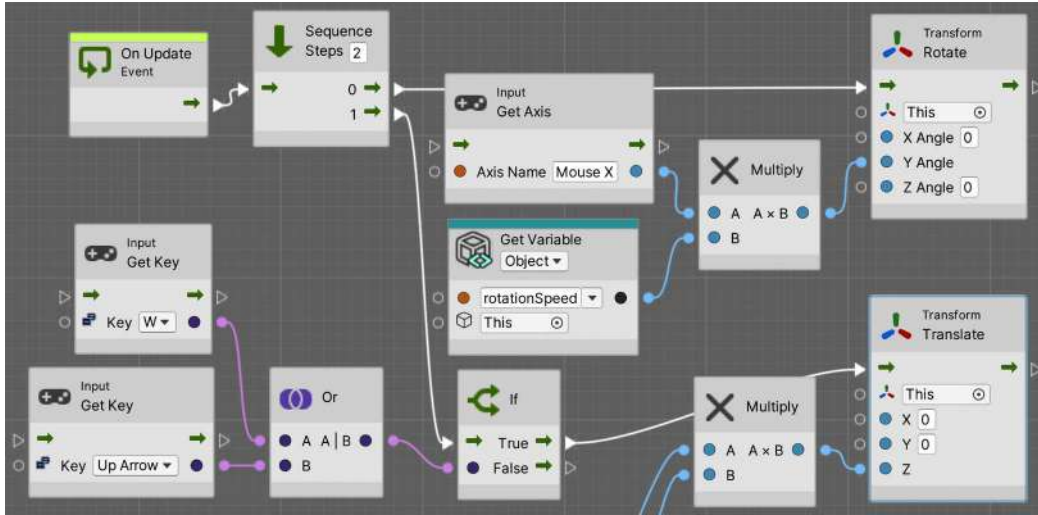 On Update
Event
Sequence
Steps 2
0
1
Input
Get Axis
Axis Name Mouse X
Multiply
A A × B
B
Transform
Rotate
This
X Angle 0
Y Angle
Z Angle 0
Get Variable
Object
rotationSpeed
This
Input
Get Key
Key W
Input
Get Key
Key Up Arrow
Or
A A | B
B
If
True
False
Multiply
A A × B
B
Transform
Translate
This
X 0
Y 0
Z